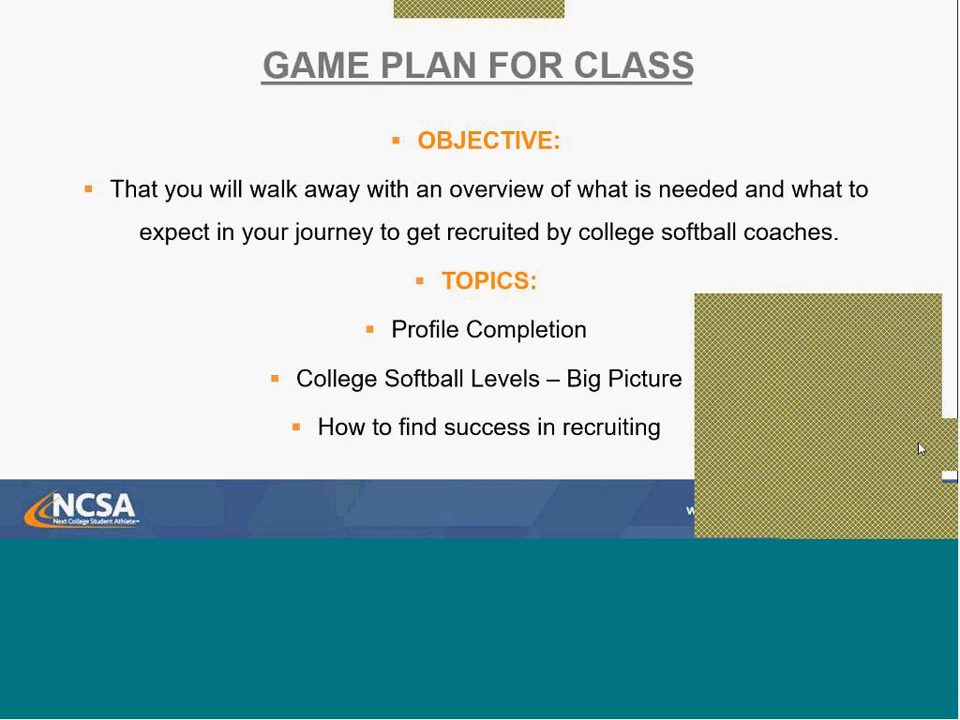 GAME PLAN FOR CLASS
▪ OBJECTIVE:
▪ That you will walk away with an overview of what is needed and what to
expect in your journey to get recruited by college softball coaches.
▪ TOPICS:
▪ Profile Completion
▪ College Softball Levels – Big Picture
▪ How to find success in recruiting
NCSA
Next College Student Athlete
w